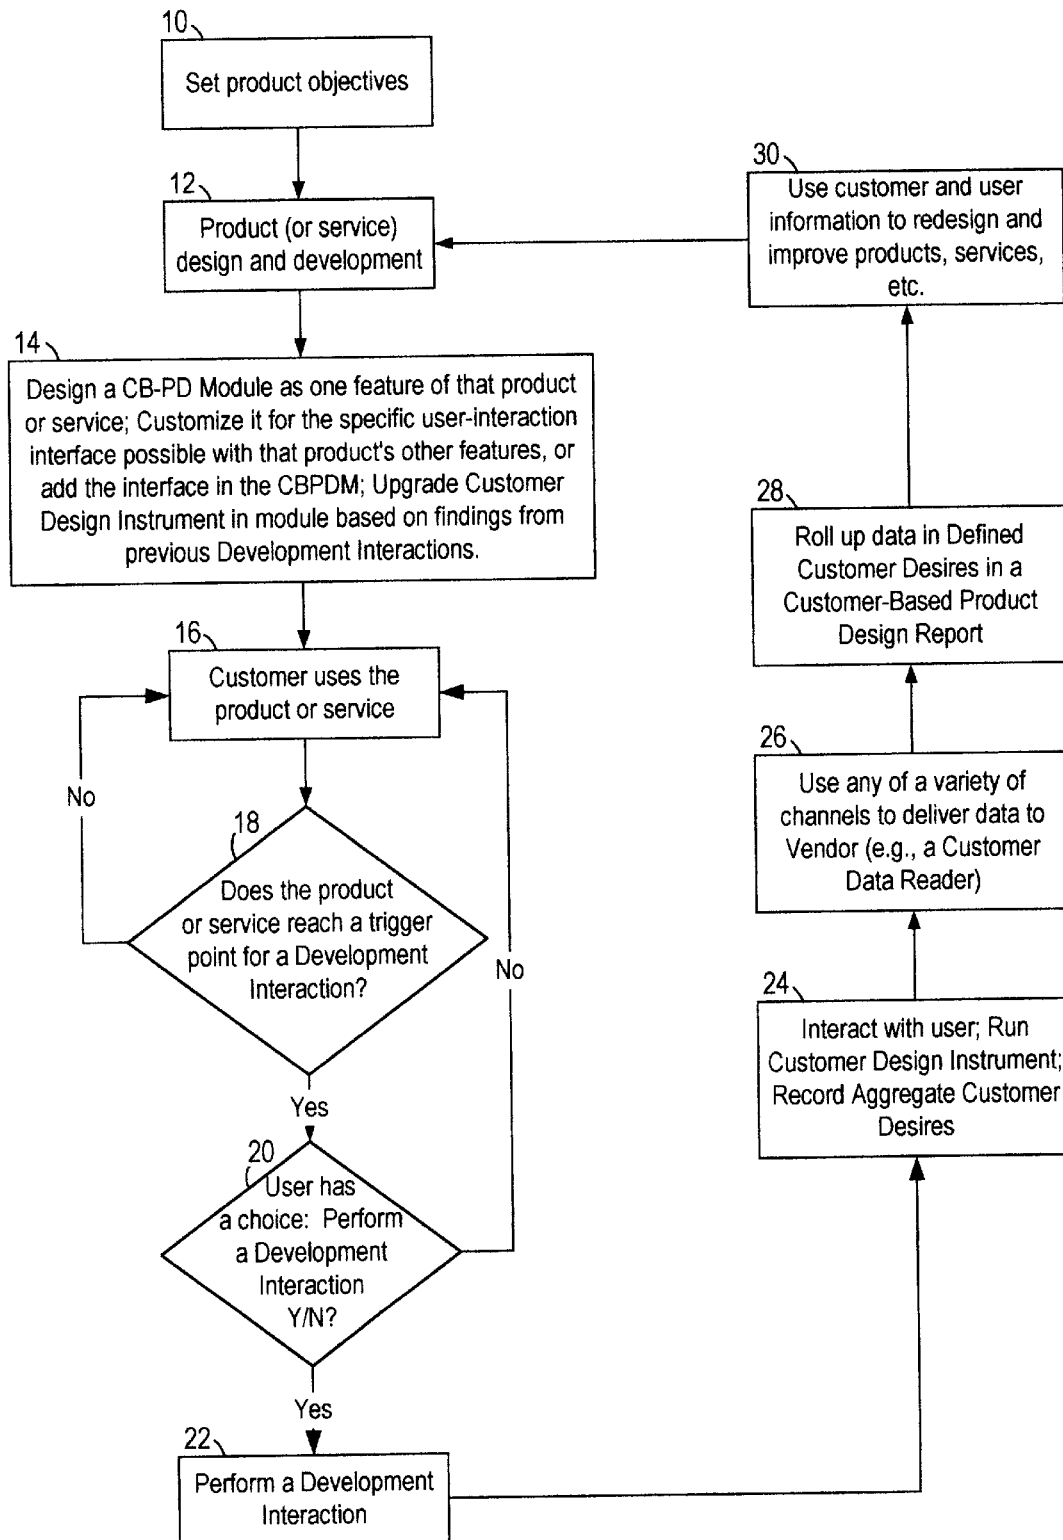 10
Set product objectives
12
Product (or service)
design and development
14
Design a CB-PD Module as one feature of that product
or service; Customize it for the specific user-interaction
interface possible with that product's other features, or
add the interface in the CBPDM; Upgrade Customer
Design Instrument in module based on findings from
previous Development Interactions.
16
Customer uses the
product or service
No
18
Does the product
or service reach a trigger
point for a Development
Interaction?
No
Yes
20
User has
a choice: Perform
a Development
Interaction
Y/N?
Yes
22
Perform a Development
Interaction
24
Interact with user; Run
Customer Design Instrument;
Record Aggregate Customer
Desires
26
Use any of a variety of
channels to deliver data to
Vendor (e.g., a Customer
Data Reader)
28
Roll up data in Defined
Customer Desires in a
Customer-Based Product
Design Report
30
Use customer and user
information to redesign and
improve products, services,
etc.